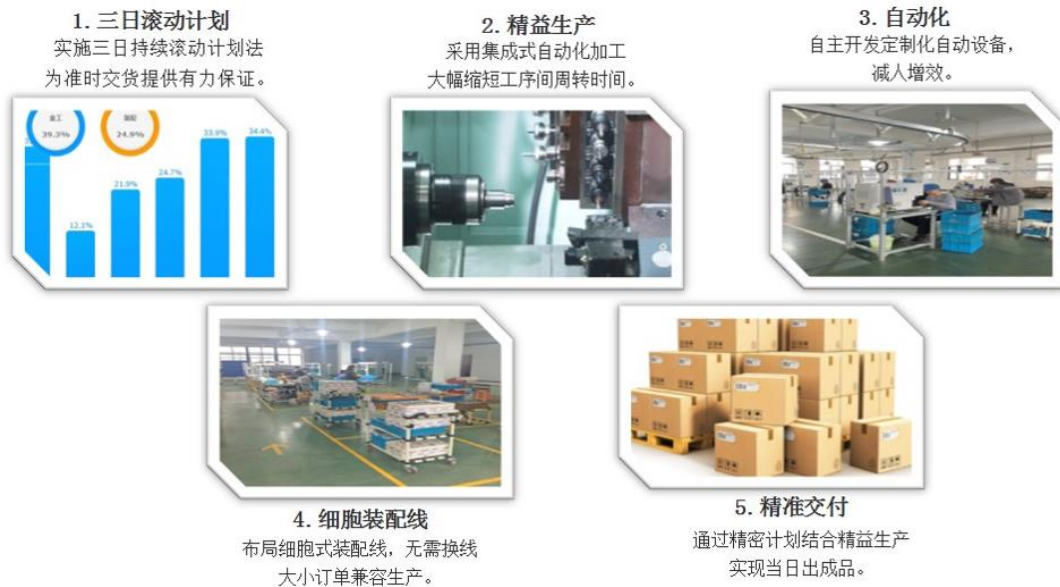 1. 三日滚动计划
实施三日持续滚动计划法
为准时交货提供有力保证。
金工
39.3%
装配
24.9%
12.1%
21.9%
24.7%
33.9%
34.4%
2. 精益生产
采用集成式自动化加工
大幅缩短工序间周转时间。
3. 自动化
自主开发定制化自动设备，
减人增效。
4. 细胞装配线
布局细胞式装配线，无需换线
大小订单兼容生产。
5. 精准交付
通过精密计划结合精益生产
实现当日出成品。